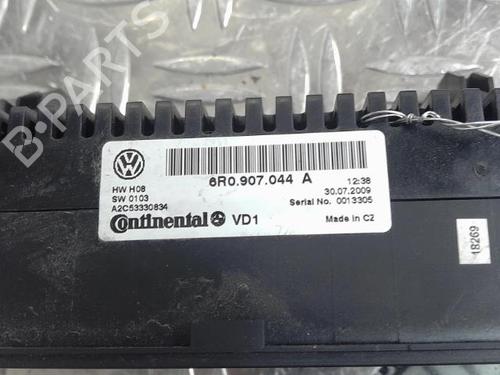 B-PARTS
6R0.907.044 A
HW H08
SW 0103
A2C53330834
12:38
30.07.2009
Serial No. 0013305
Continental VD1
Made in CZ
18269